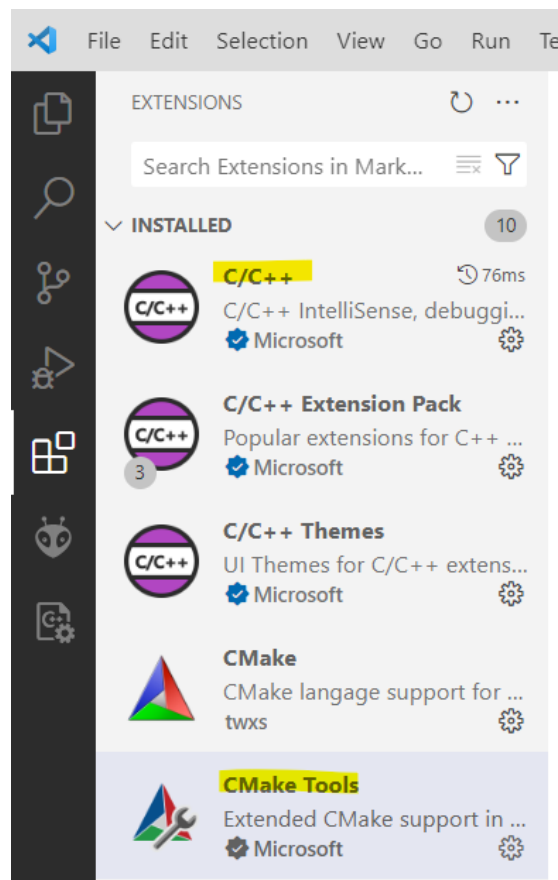 File Edit Selection View Go Run Te
EXTENSIONS
Search Extensions in Mark...
INSTALLED 10
C/C++ 76ms
C/C++
C/C++ IntelliSense, debuggi...
Microsoft
C/C++ Extension Pack
C/C++
Popular extensions for C++ ...
3
Microsoft
C/C++ Themes
C/C++
UI Themes for C/C++ extens...
Microsoft
CMake
CMake langage support for ...
twxs
CMake Tools
Extended CMake support in ...
Microsoft